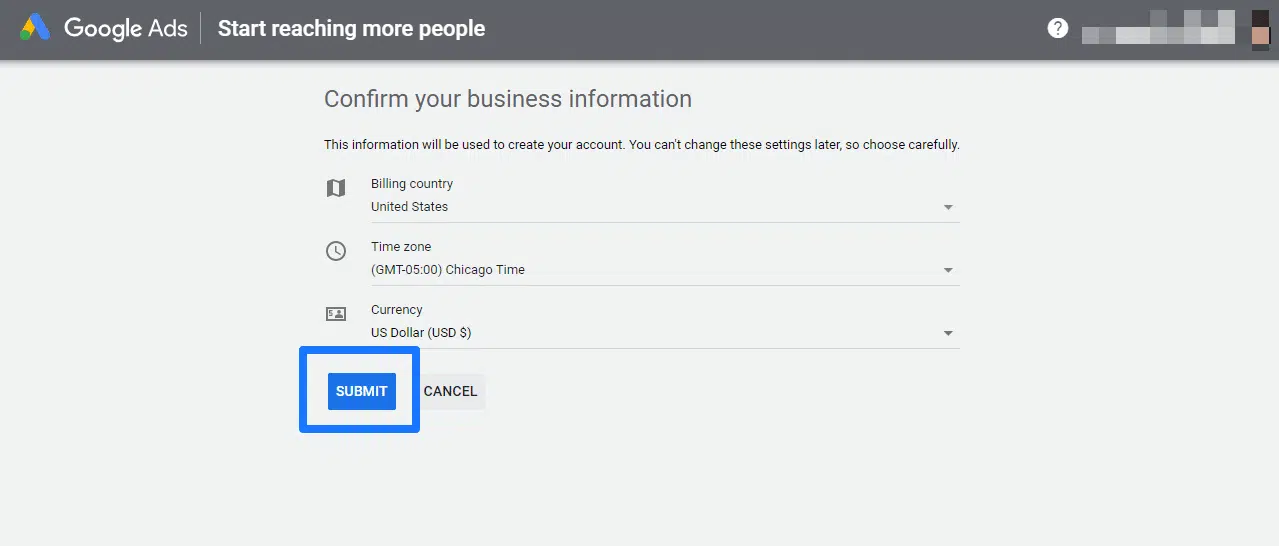 Google Ads Start reaching more people
Confirm your business information
This information will be used to create your account. You can't change these settings later, so choose carefully.
Billing country
United States
Time zone
(GMT-05:00) Chicago Time
Currency
US Dollar (USD $)
SUBMIT CANCEL